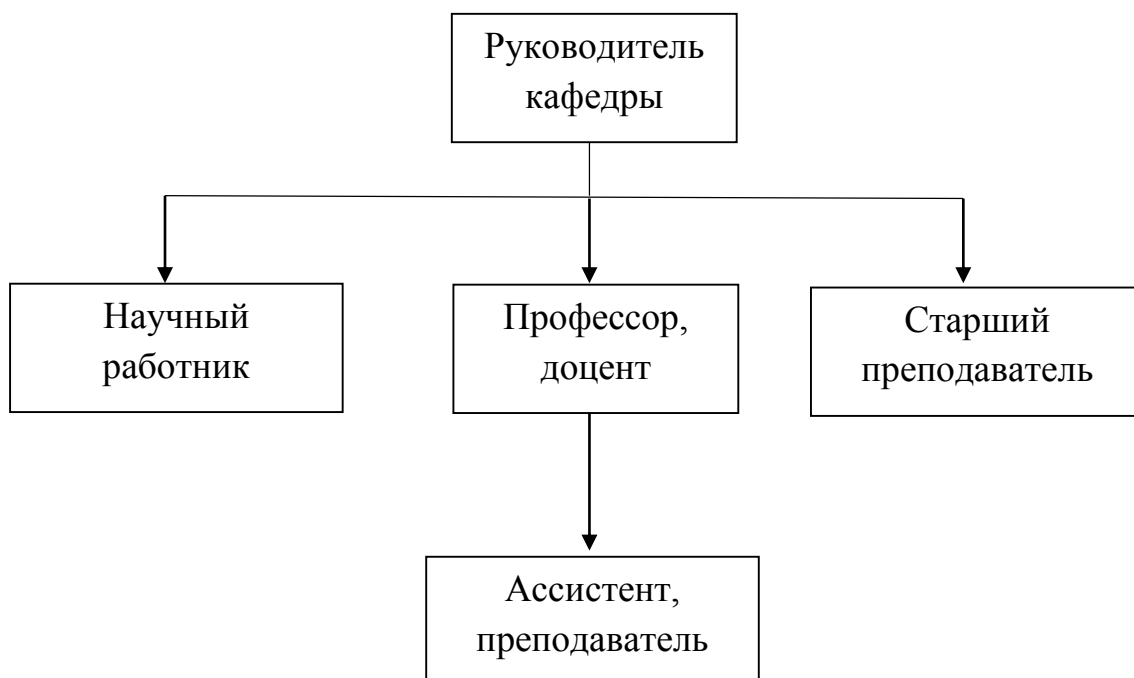 Руководитель
кафедры
Научный
работник
Профессор,
доцент
Старший
преподаватель
Ассистент,
преподаватель